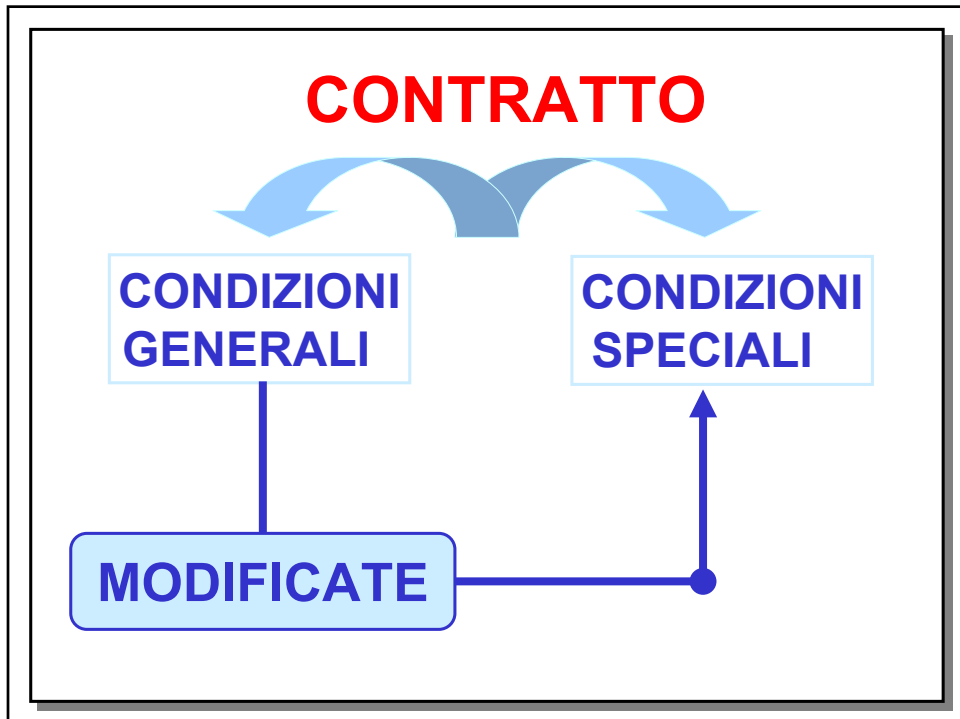 CONTRATTO
CONDIZIONI
GENERALI
CONDIZIONI
SPECIALI
MODIFICATE